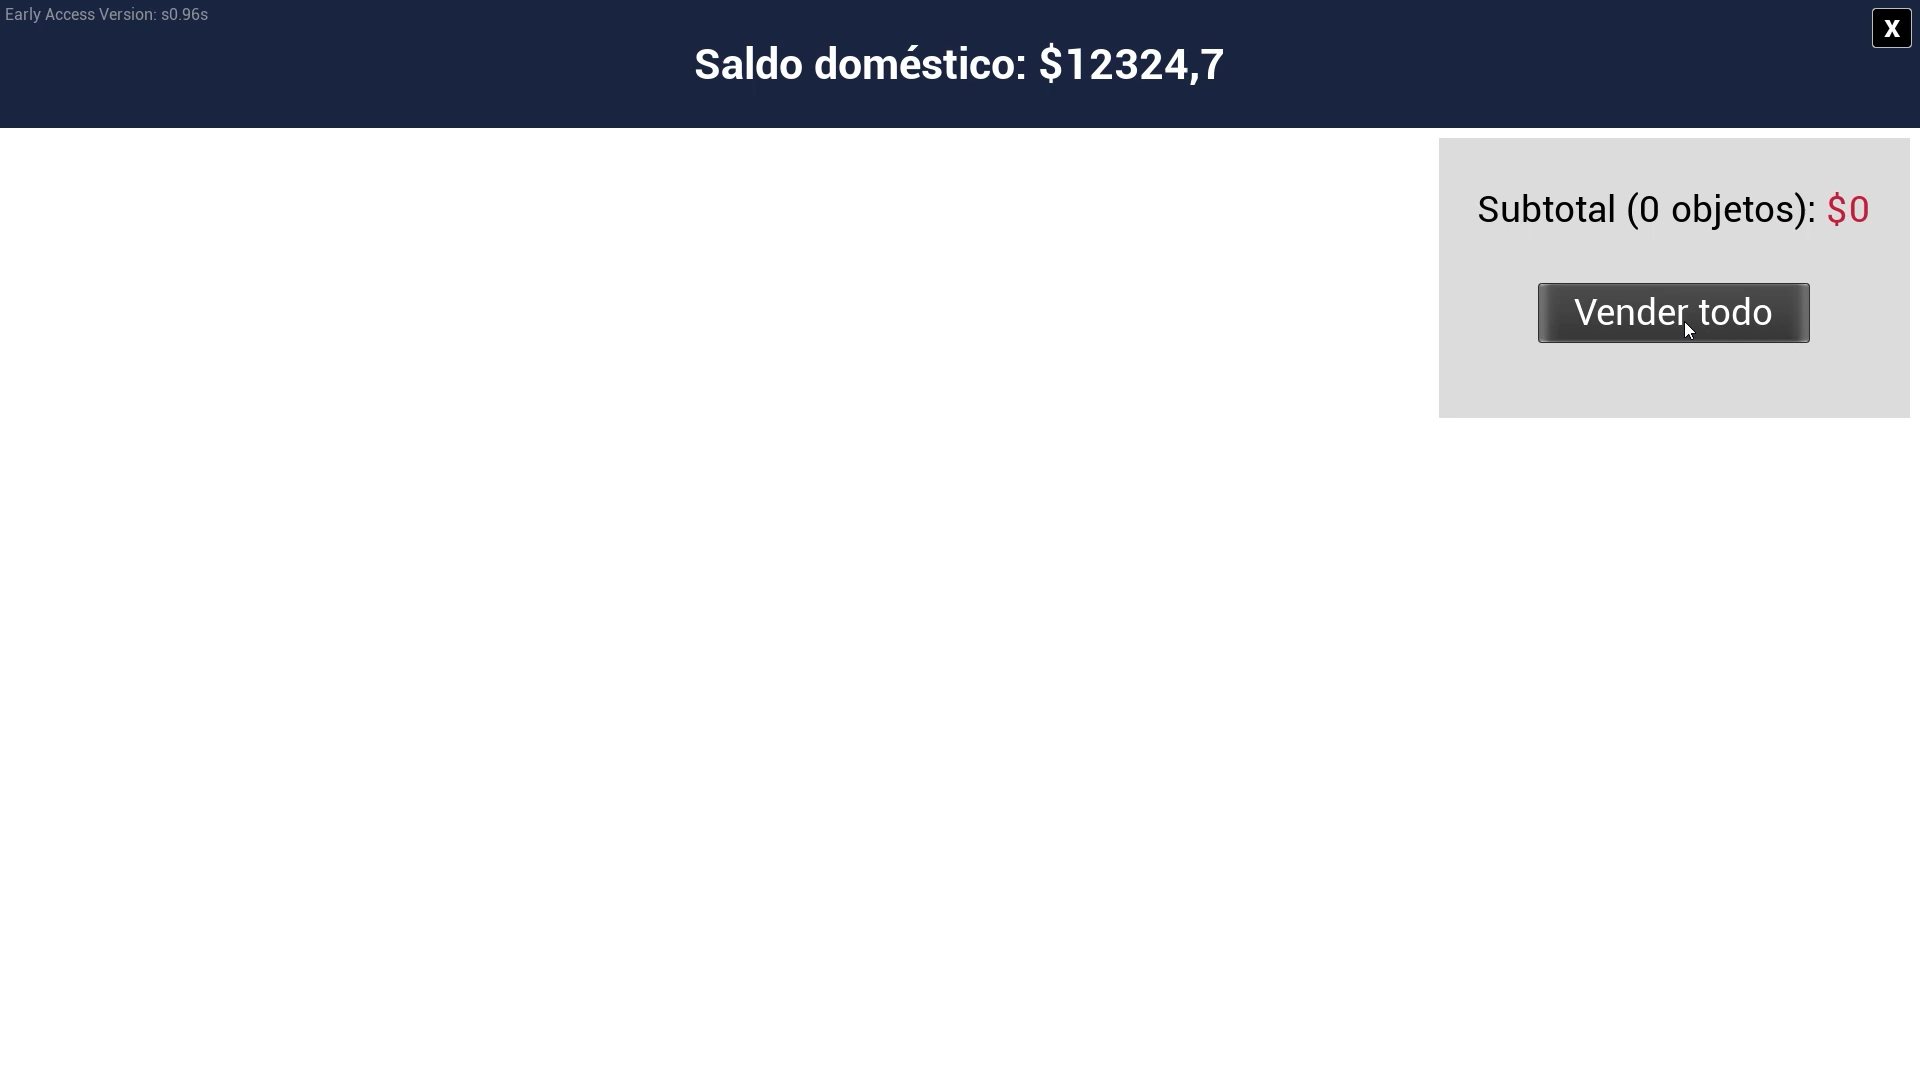 Early Access Version: s0.96s
X
Saldo doméstico: $12324,7
Subtotal (0 objetos): $0
Vender todo